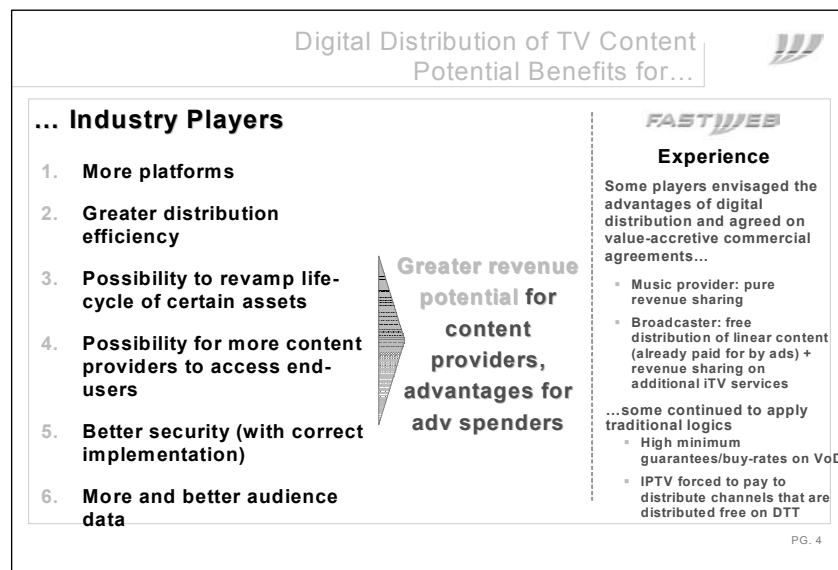 Digital Distribution of TV Content
Potential Benefits for…
… Industry Players
1. More platforms
2. Greater distribution
efficiency
3. Possibility to revamp life-
cycle of certain assets
4. Possibility for more content
providers to access end-
users
5. Better security (with correct
implementation)
6. More and better audience
data
Greater revenue
potential for
content
providers,
advantages for
adv spenders
FASTWEB
Experience
Some players envisaged the
advantages of digital
distribution and agreed on
value-accretive commercial
agreements…
▪ Music provider: pure
revenue sharing
▪ Broadcaster: free
distribution of linear content
(already paid for by ads) +
revenue sharing on
additional iTV services
…some continued to apply
traditional logics
▪ High minimum
guarantees/buy-rates on VoD
▪ IPTV forced to pay to
distribute channels that are
distributed free on DTT
PG. 4